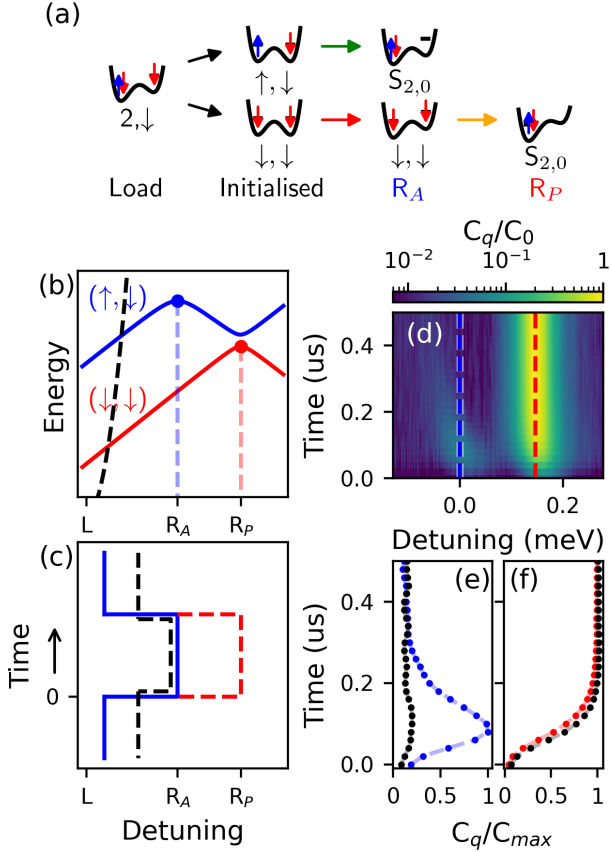 (a)
↑, ↓
S2,0
2,↓
↓, ↓
↓, ↓
S2,0
Load
Initialised
RA
RP
Cq/C0
10−2
10−1
1
(b)
(↑, ↓)
(↓, ↓)
Energy
L
RA
RP
(d)
Time (us)
0.4
0.2
0.0
0.0
0.2
Detuning (meV)
(c)
Time
0
L
RA
RP
Detuning
(e)
(f)
Time (us)
0.4
0.2
0.0
0
0.5
1
0
0.5
1
Cq/Cmax